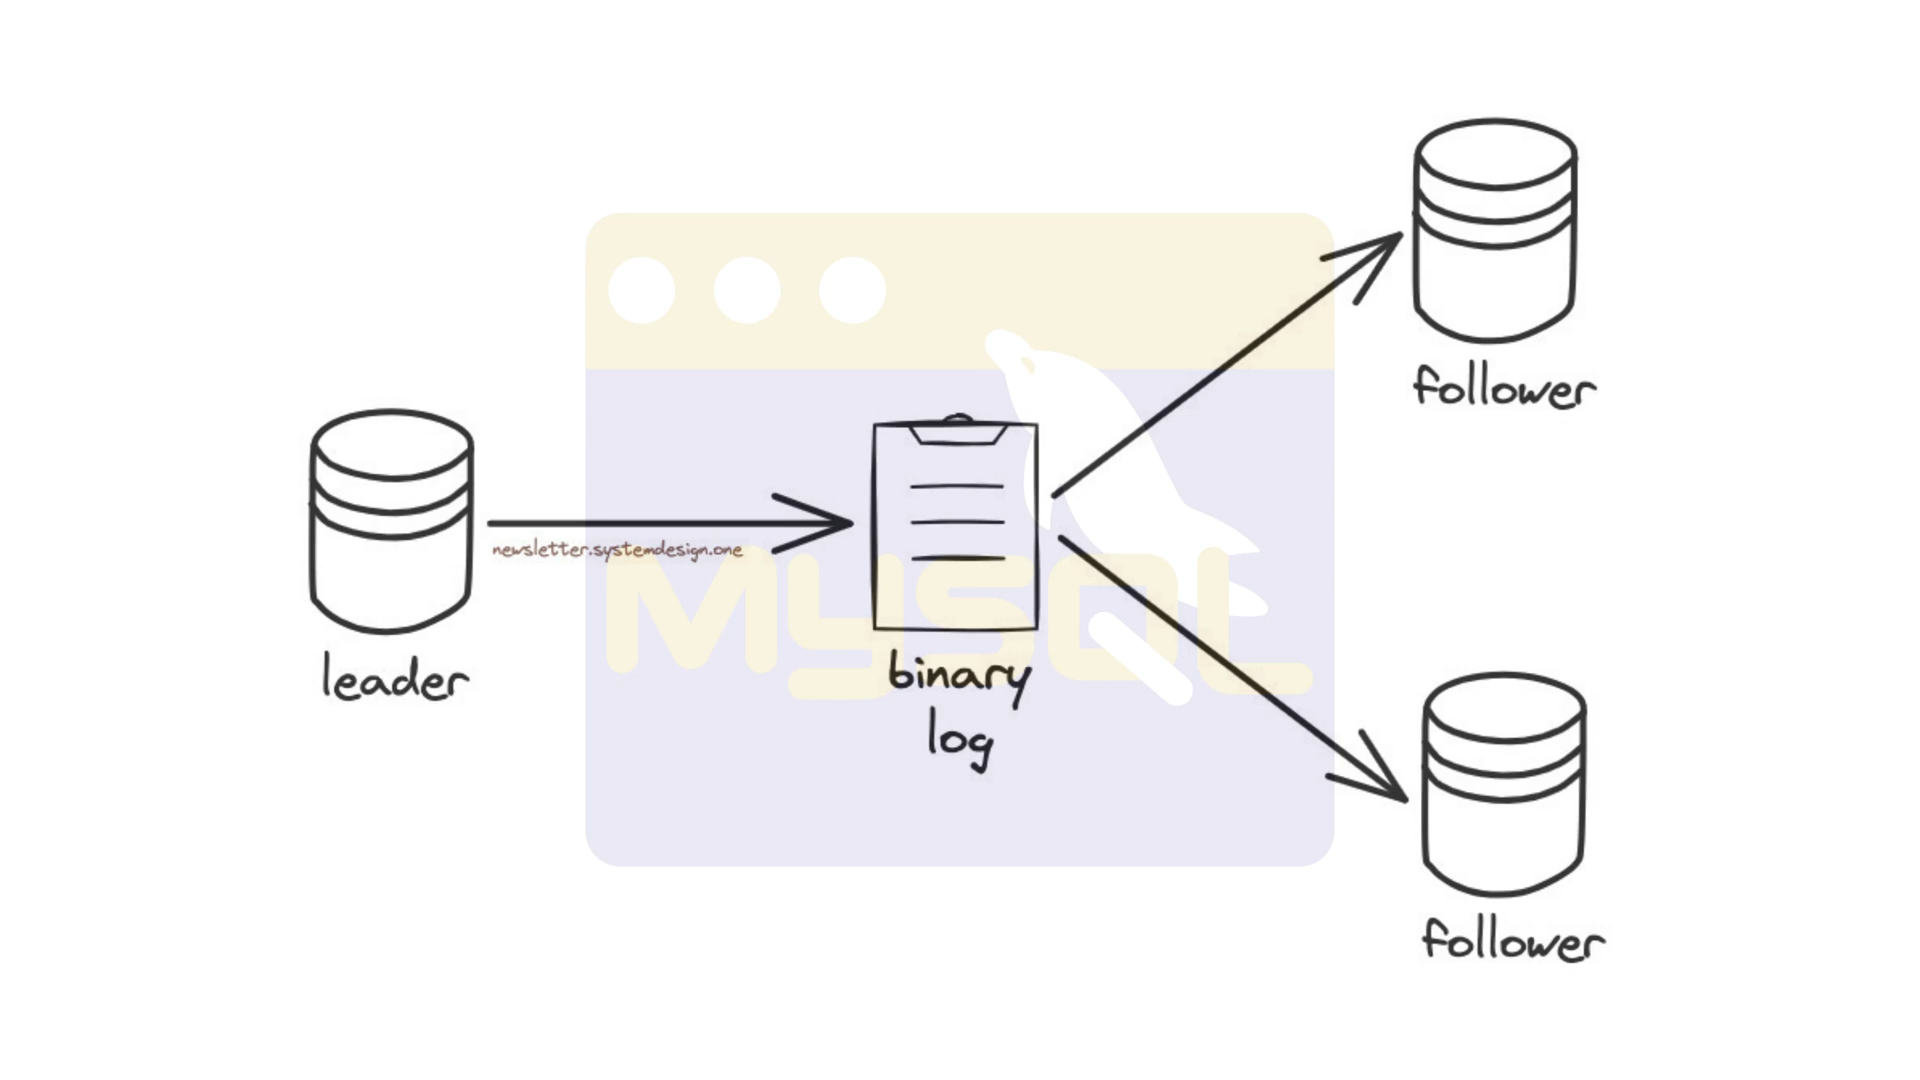 follower
newsletter.systemdesign.one
MySQL
leader
binary
log
follower